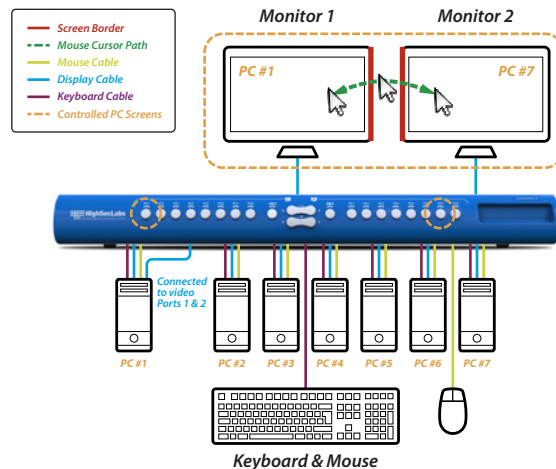 Monitor 1
Monitor 2
Screen Border
Mouse Cursor Path
Mouse Cable
Display Cable
Keyboard Cable
Controlled PC Screens
PC #1
PC #7
HighSecLabs
Connected
to video
Ports 1 & 2
PC #1
PC #2
PC #3
PC #4
PC #5
PC #6
PC #7
Keyboard & Mouse